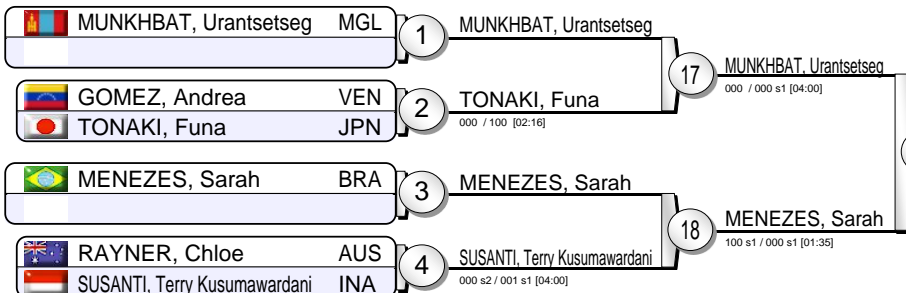 MUNKHBAT, Urantsetseg MGL
1
MUNKHBAT, Urantsetseg
GOMEZ, Andrea VEN
TONAKI, Funa JPN
2
TONAKI, Funa
000 / 100 [02:16]
17
MUNKHBAT, Urantsetseg
000 / 000 s1 [04:00]
MENEZES, Sarah BRA
3
MENEZES, Sarah
RAYNER, Chloe AUS
SUSANTI, Terry Kusumawardani INA
4
SUSANTI, Terry Kusumawardani
000 s2 / 001 s1 [04:00]
18
MENEZES, Sarah
100 s1 / 000 s1 [01:35]